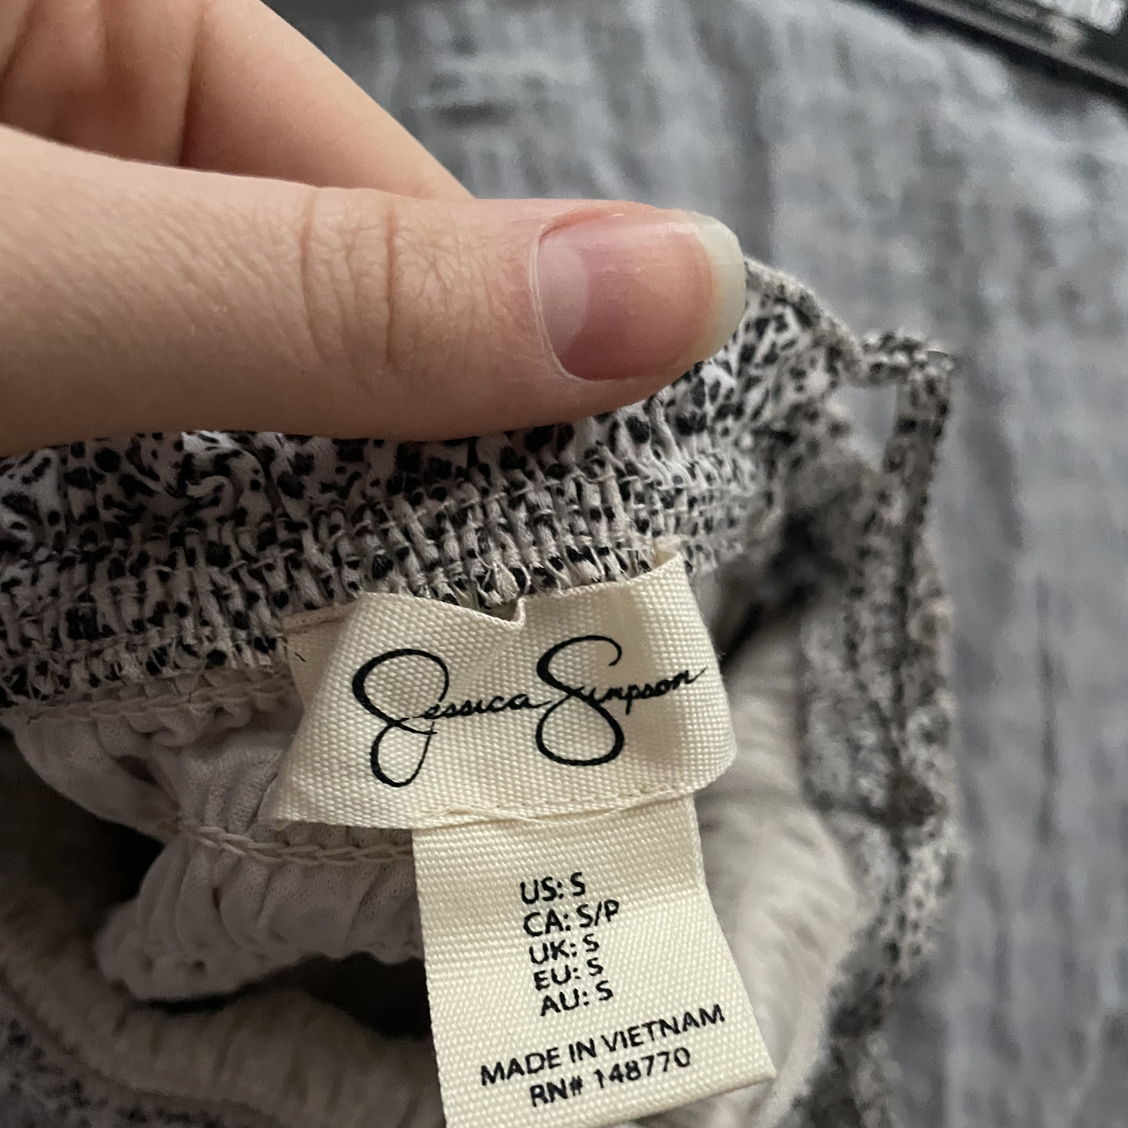 Jessica Simpson
US: S
CA: S/P
UK: S
EU: S
AU: S
MADE IN VIETNAM
RN# 148770